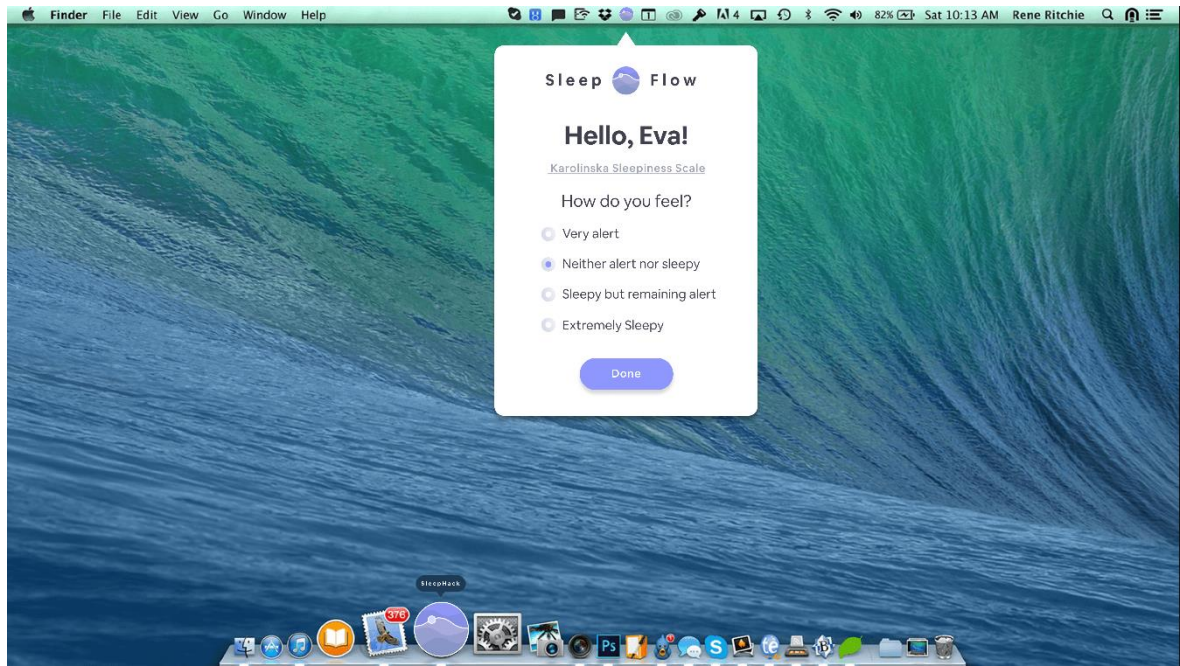 Finder File Edit View Go Window Help 4 82% Sat 10:13 AM Rene Ritchie
Sleep Flow
Hello, Eva!
Karolinska Sleepiness Scale
How do you feel?
Very alert
Neither alert nor sleepy
Sleepy but remaining alert
Extremely Sleepy
Done
SleepHack
376
Ps